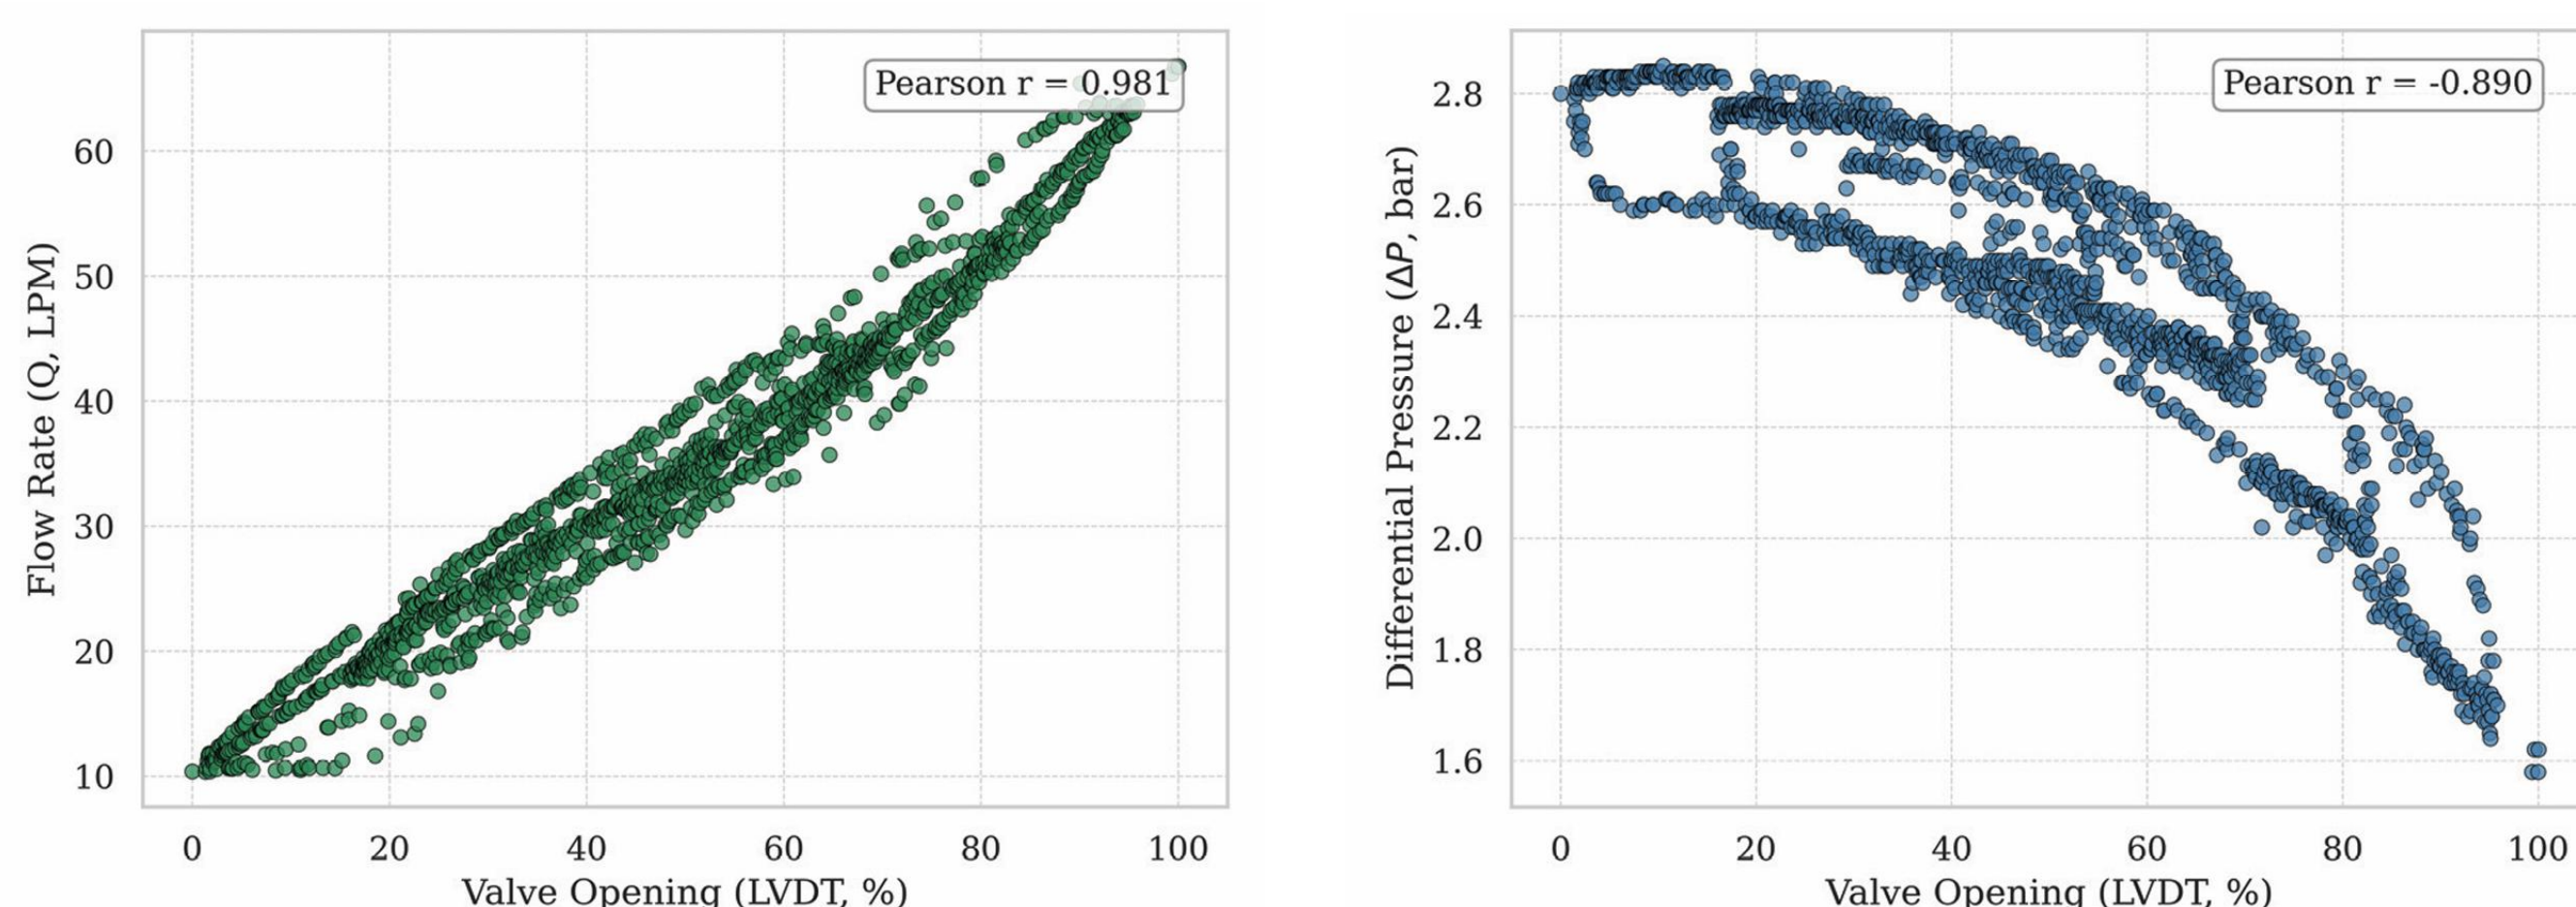 Pearson r = 0.981
60
50
40
30
20
10
Flow Rate (Q, LPM)
0 20 40 60 80 100
Valve Opening (LVDT, %)
Pearson r = -0.890
2.8
2.6
2.4
2.2
2.0
1.8
1.6
Differential Pressure (ΔP, bar)
0 20 40 60 80 100
Valve Opening (LVDT, %)